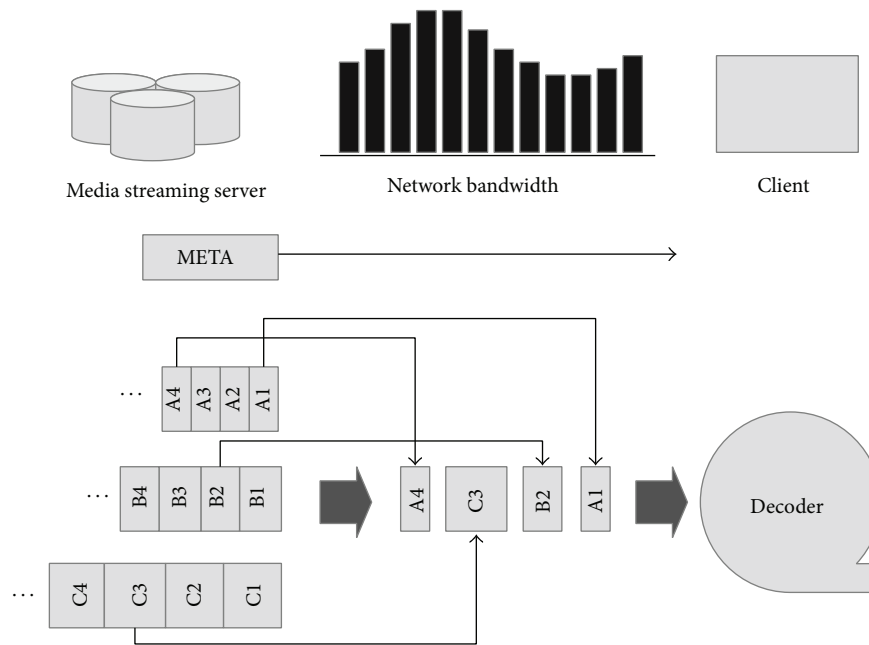 Media streaming server
Network bandwidth
Client
META
... A4 A3 A2 A1
... B4 B3 B2 B1
A4 C3 B2 A1
Decoder
... C4 C3 C2 C1